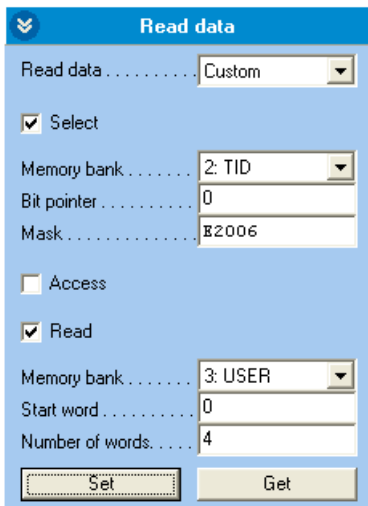 Read data
Read data . . . . . . . . . . Custom
Select
Memory bank . . . . . . . 2: TID
Bit pointer . . . . . . . . . . 0
Mask . . . . . . . . . . . . . . E2006
Access
Read
Memory bank . . . . . . . 3: USER
Start word . . . . . . . . . . 0
Number of words. . . . . 4
Set Get